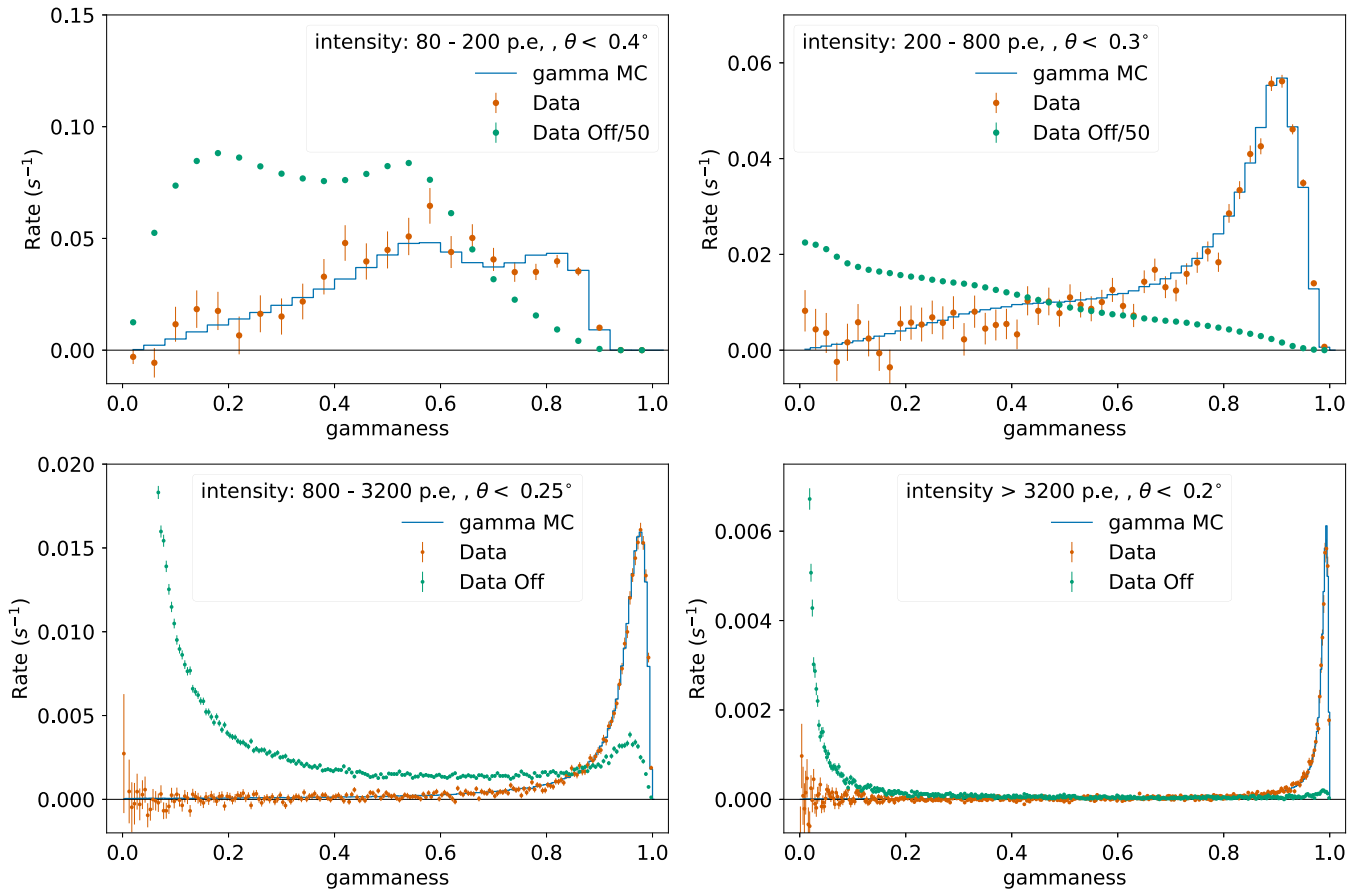 intensity: 80 - 200 p.e, , θ < 0.4°
gamma MC
Data
Data Off/50
Rate (s⁻¹)
0.15
0.10
0.05
0.00
0.0 0.2 0.4 0.6 0.8 1.0
gammaness
intensity: 200 - 800 p.e, , θ < 0.3°
gamma MC
Data
Data Off/50
Rate (s⁻¹)
0.06
0.04
0.02
0.00
0.0 0.2 0.4 0.6 0.8 1.0
gammaness
intensity: 800 - 3200 p.e, , θ < 0.25°
gamma MC
Data
Data Off
Rate (s⁻¹)
0.020
0.015
0.010
0.005
0.000
0.0 0.2 0.4 0.6 0.8 1.0
gammaness
intensity > 3200 p.e, , θ < 0.2°
gamma MC
Data
Data Off
Rate (s⁻¹)
0.006
0.004
0.002
0.000
0.0 0.2 0.4 0.6 0.8 1.0
gammaness